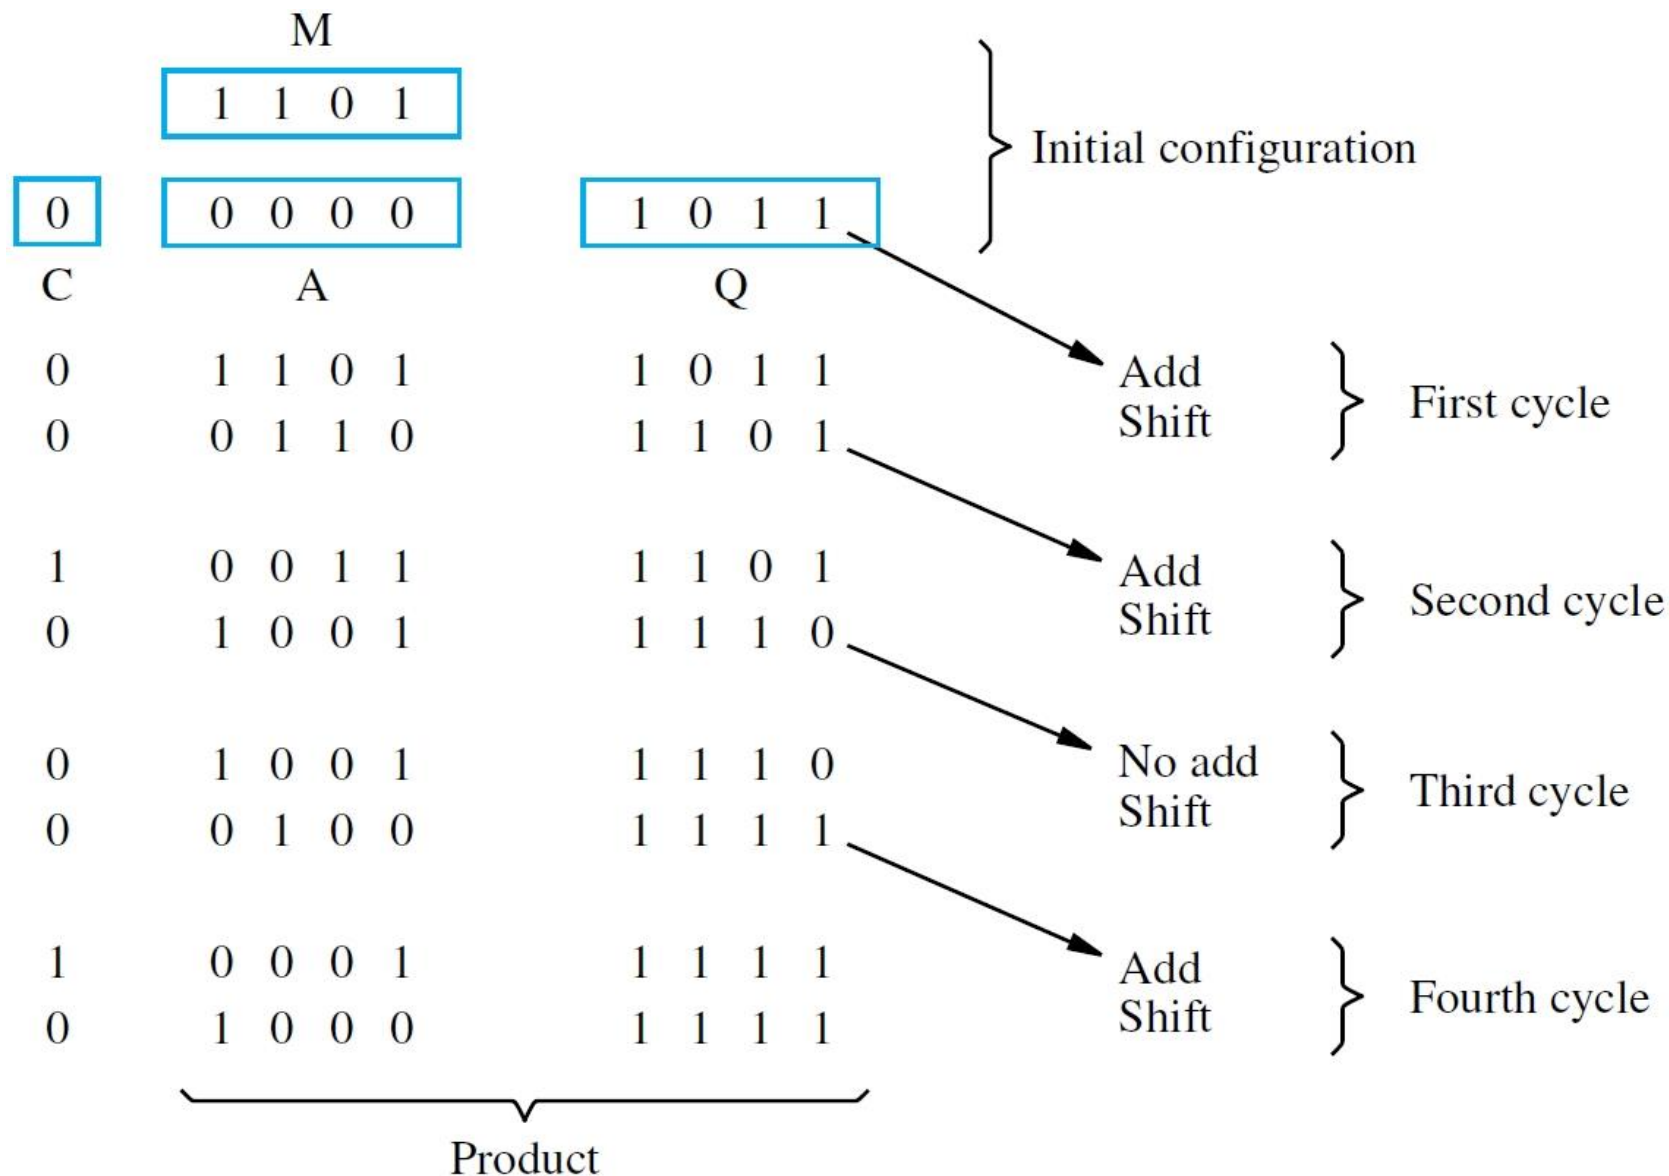 M
1 1 0 1
Initial configuration
0 0 0 0 0 1 0 1 1
C A Q
0 1 1 0 1 1 0 1 1 Add
0 0 1 1 0 1 1 0 1 Shift
First cycle
1 0 0 1 1 1 1 0 1 Add
0 1 0 0 1 1 1 1 0 Shift
Second cycle
0 1 0 0 1 1 1 1 0 No add
0 0 1 0 0 1 1 1 1 Shift
Third cycle
1 0 0 0 1 1 1 1 1 Add
0 1 0 0 0 1 1 1 1 Shift
Fourth cycle
Product